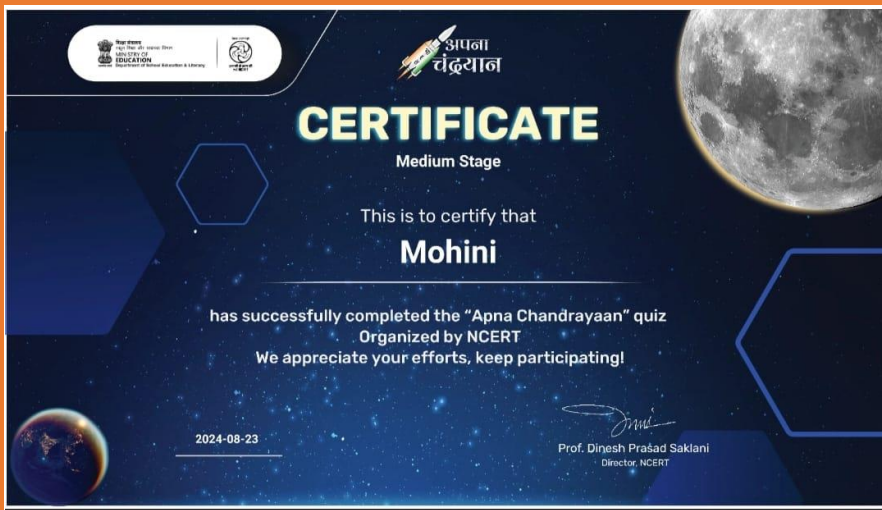 शिक्षा मंत्रालय
MINISTRY OF
EDUCATION
Department of School Education & Literacy
अपना
चंद्रयान
CERTIFICATE
Medium Stage
This is to certify that
Mohini
has successfully completed the “Apna Chandrayaan” quiz
Organized by NCERT
We appreciate your efforts, keep participating!
2024-08-23
Prof. Dinesh Prasad Saklani
Director, NCERT